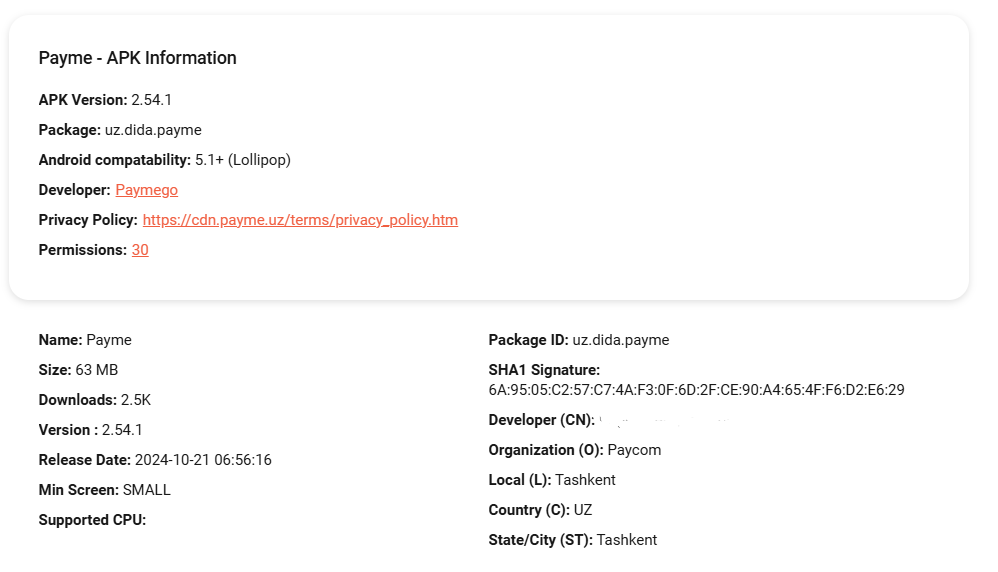 Payme - APK Information
APK Version: 2.54.1
Package: uz.dida.payme
Android compatability: 5.1+ (Lollipop)
Developer: Paymego
Privacy Policy: https://cdn.payme.uz/terms/privacy_policy.htm
Permissions: 30
Name: Payme
Size: 63 MB
Downloads: 2.5K
Version : 2.54.1
Release Date: 2024-10-21 06:56:16
Min Screen: SMALL
Supported CPU:
Package ID: uz.dida.payme
SHA1 Signature:
6A:95:05:C2:57:C7:4A:F3:0F:6D:2F:CE:90:A4:65:4F:F6:D2:E6:29
Developer (CN):
Organization (O): Paycom
Local (L): Tashkent
Country (C): UZ
State/City (ST): Tashkent